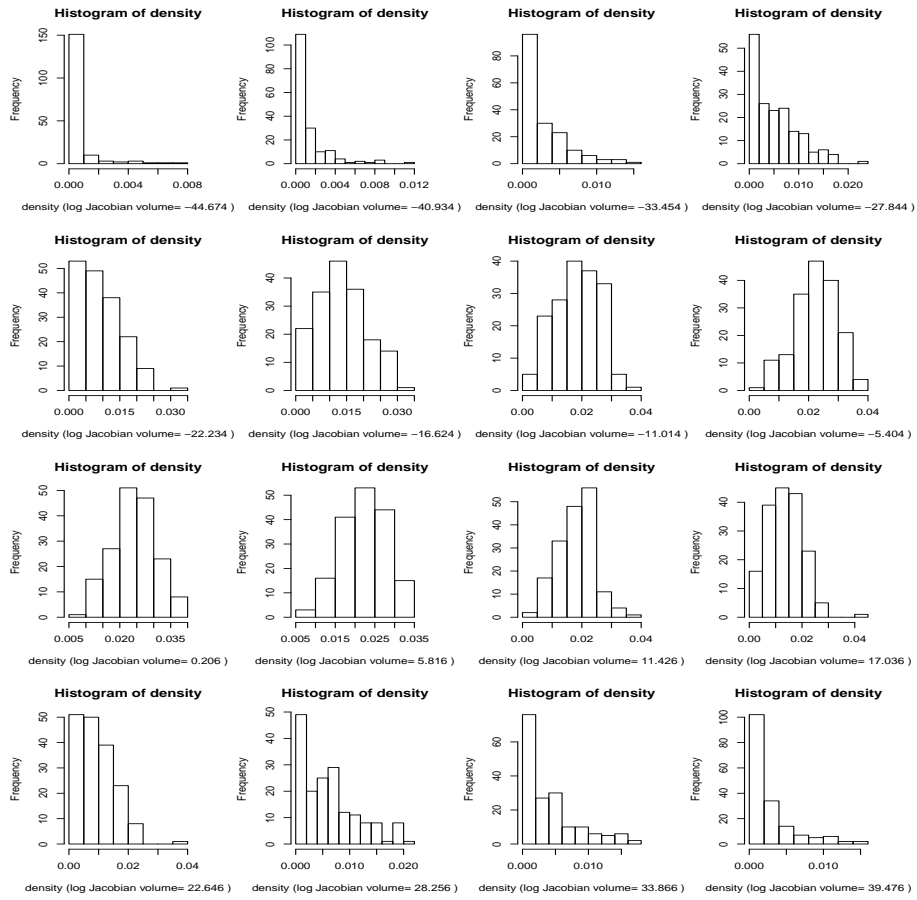 Histogram of density Histogram of density Histogram of density Histogram of density
Frequency Frequency Frequency Frequency
150 100 50 0
100 80 60 40 20 0
80 60 40 20 0
50 40 30 20 10 0
0.000 0.004 0.008 0.000 0.004 0.008 0.012 0.000 0.010 0.000 0.010 0.020
density (log Jacobian volume= −44.674 ) density (log Jacobian volume= −40.934 ) density (log Jacobian volume= −33.454 ) density (log Jacobian volume= −27.844 )
Histogram of density Histogram of density Histogram of density Histogram of density
Frequency Frequency Frequency Frequency
50 40 30 20 10 0
40 30 20 10 0
40 30 20 10 0
40 30 20 10 0
0.000 0.015 0.030 0.000 0.015 0.030 0.00 0.02 0.04 0.00 0.02 0.04
density (log Jacobian volume= −22.234 ) density (log Jacobian volume= −16.624 ) density (log Jacobian volume= −11.014 ) density (log Jacobian volume= −5.404 )
Histogram of density Histogram of density Histogram of density Histogram of density
Frequency Frequency Frequency Frequency
50 40 30 20 10 0
50 40 30 20 10 0
50 40 30 20 10 0
40 30 20 10 0
0.005 0.020 0.035 0.005 0.015 0.025 0.035 0.00 0.02 0.04 0.00 0.02 0.04
density (log Jacobian volume= 0.206 ) density (log Jacobian volume= 5.816 ) density (log Jacobian volume= 11.426 ) density (log Jacobian volume= 17.036 )
Histogram of density Histogram of density Histogram of density Histogram of density
Frequency Frequency Frequency Frequency
50 40 30 20 10 0
50 40 30 20 10 0
60 40 20 0
100 80 60 40 20 0
0.00 0.02 0.04 0.000 0.010 0.020 0.000 0.010 0.000 0.010
density (log Jacobian volume= 22.646 ) density (log Jacobian volume= 28.256 ) density (log Jacobian volume= 33.866 ) density (log Jacobian volume= 39.476 )